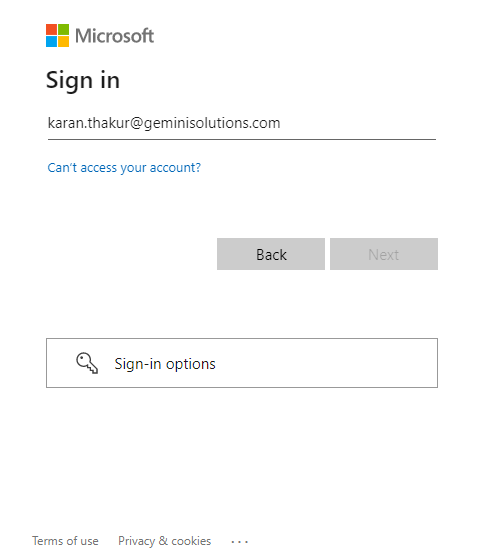 Microsoft
Sign in
karan.thakur@geminisolutions.com
Can't access your account?
Back Next
Sign-in options
Terms of use Privacy & cookies ...